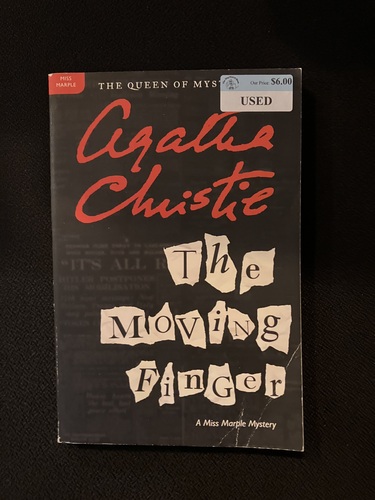 MISS
MARPLE
THE QUEEN OF MYS
Our Price $6.00
USED
Agatha
Christie
"IT'S ALL R
The
MOVING
FINGER
A Miss Marple Mystery